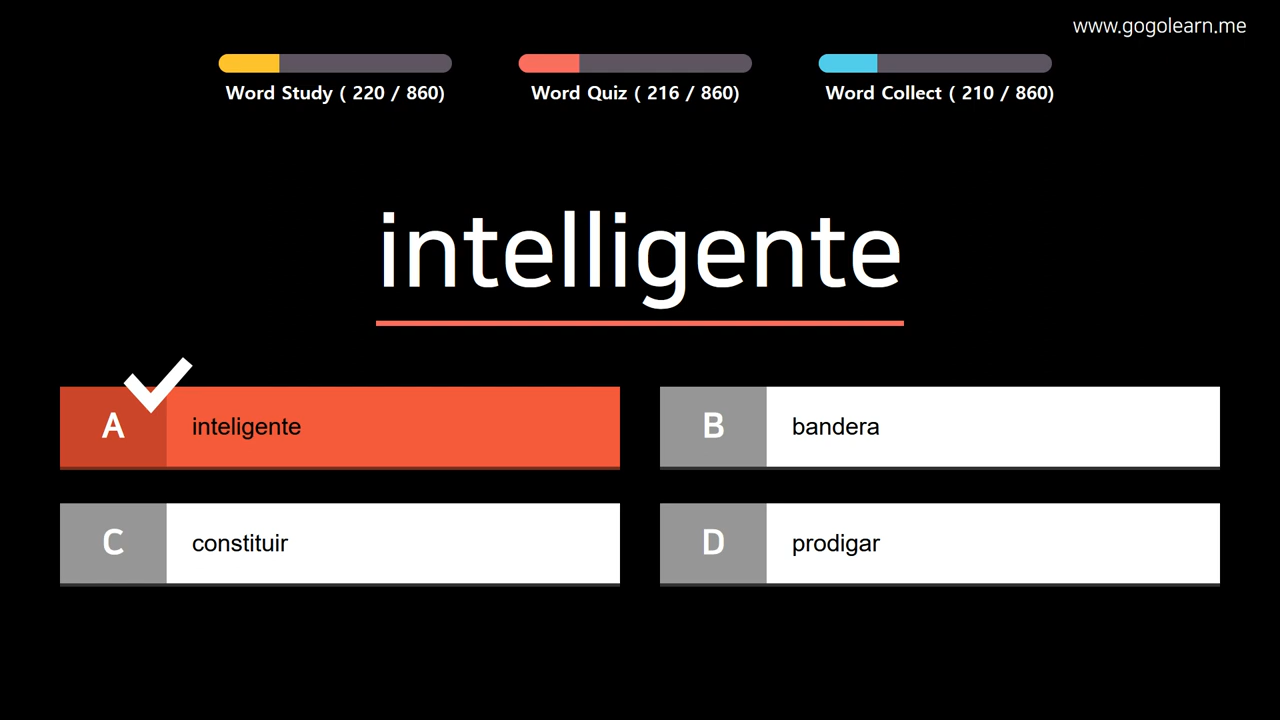 www.gogolearn.me
Word Study ( 220 / 860)
Word Quiz ( 216 / 860)
Word Collect ( 210 / 860)
intelligente
A inteligente
B bandera
C constituir
D prodigar